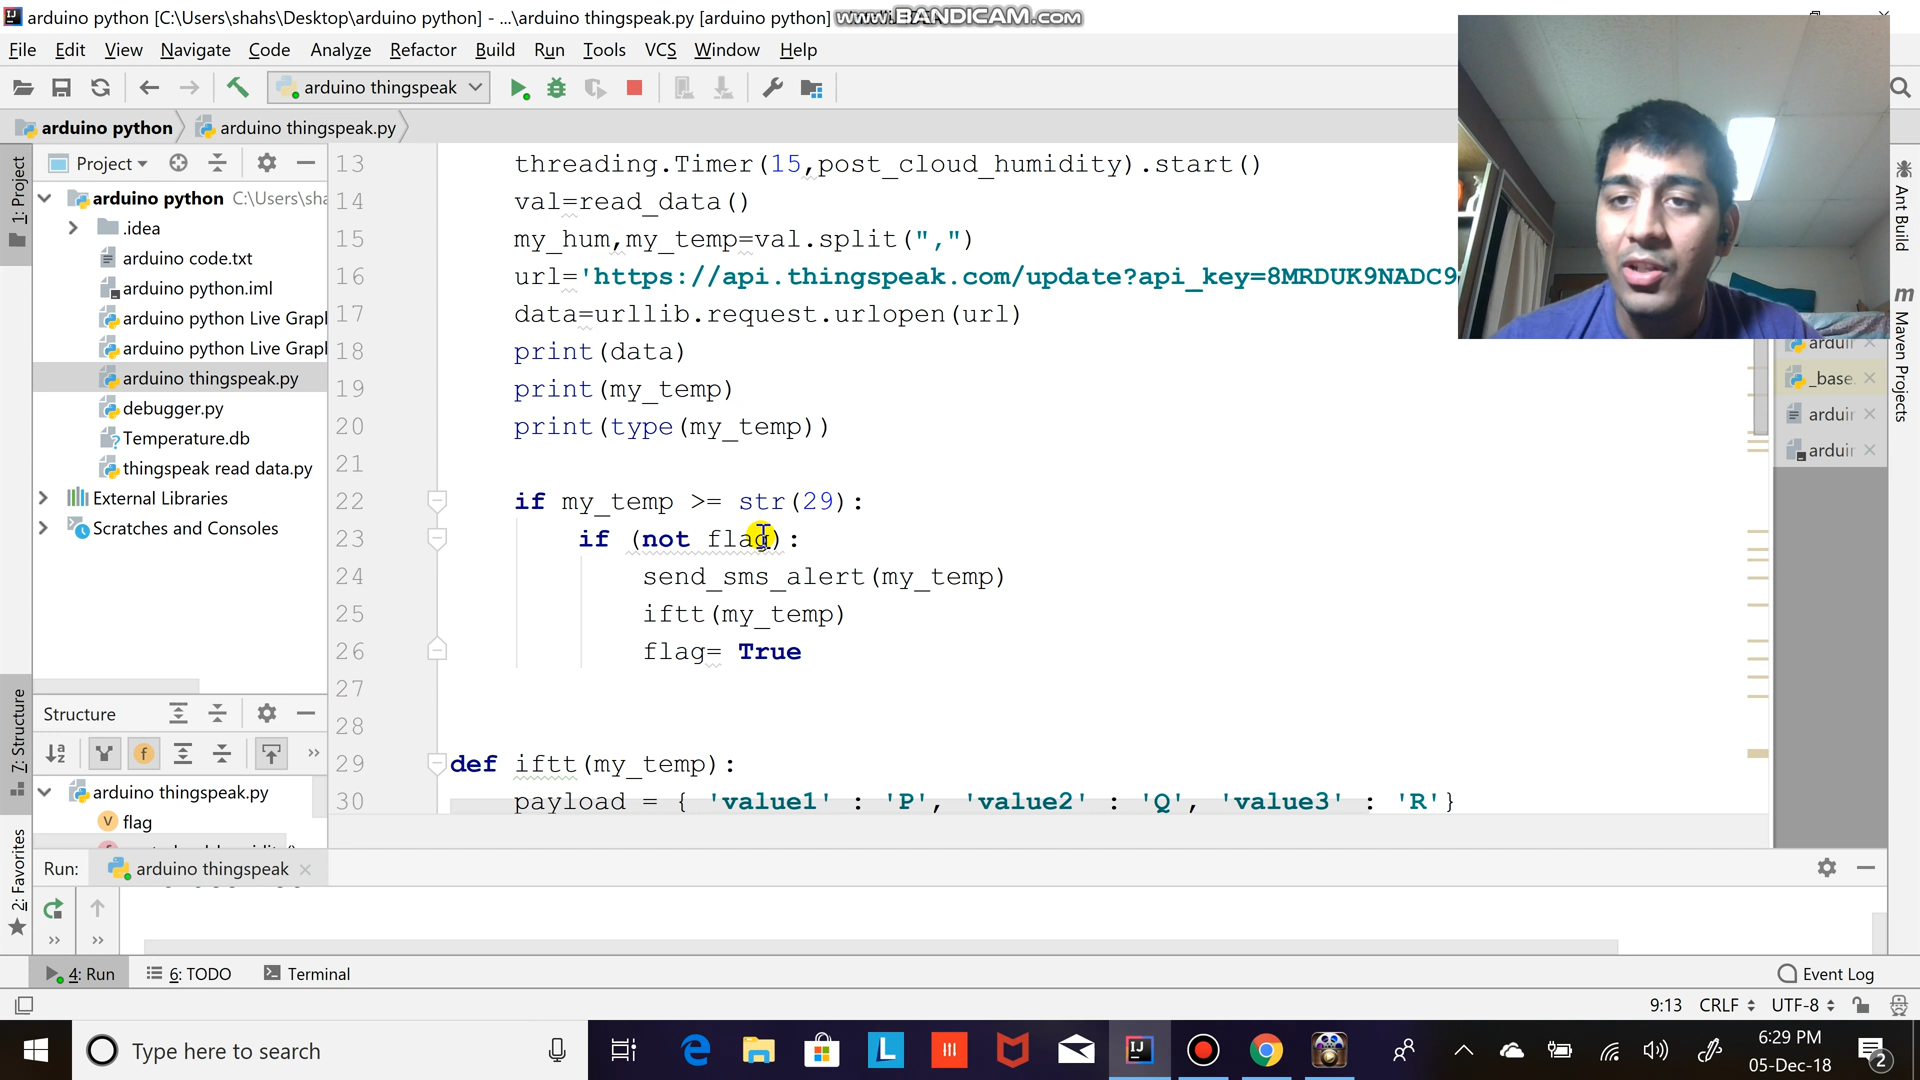 arduino python [C:\Users\shahs\Desktop\arduino python] - ...\arduino thingspeak.py [arduino python]
www.BANDICAM.com
File Edit View Navigate Code Analyze Refactor Build Run Tools VCS Window Help
arduino thingspeak
arduino python arduino thingspeak.py
1: Project
Project
arduino python C:\Users\sha
.idea
arduino code.txt
arduino python.iml
arduino python Live Grapl
arduino python Live Grapl
arduino thingspeak.py
debugger.py
Temperature.db
thingspeak read data.py
External Libraries
Scratches and Consoles
13 threading.Timer(15,post_cloud_humidity).start()
14 val=read_data()
15 my_hum,my_temp=val.split(",")
16 url='https://api.thingspeak.com/update?api_key=8MRDUK9NADC9
17 data=urllib.request.urlopen(url)
18 print(data)
19 print(my_temp)
20 print(type(my_temp))
21
22 if my_temp >= str(29):
23 if (not flag):
24 send_sms_alert(my_temp)
25 iftt(my_temp)
26 flag= True
27
28
29 def iftt(my_temp):
30 payload = { 'value1' : 'P', 'value2' : 'Q', 'value3' : 'R'}
Ant Build
Maven Projects
arduir
_base.
arduir
arduir
7: Structure
Structure
arduino thingspeak.py
flag
2: Favorites
Run: arduino thingspeak
4: Run 6: TODO Terminal
Event Log
9:13 CRLF UTF-8
Type here to search
6:29 PM
05-Dec-18
2